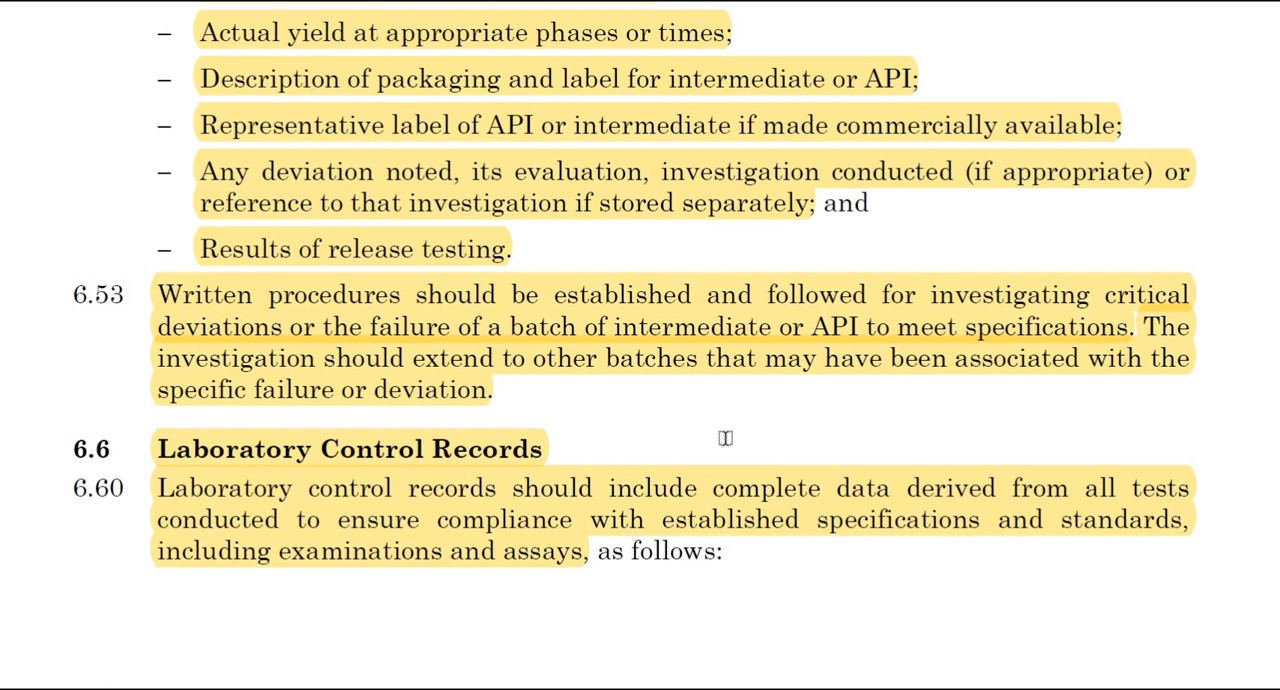 – Actual yield at appropriate phases or times;
– Description of packaging and label for intermediate or API;
– Representative label of API or intermediate if made commercially available;
– Any deviation noted, its evaluation, investigation conducted (if appropriate) or
reference to that investigation if stored separately; and
– Results of release testing.
6.53 Written procedures should be established and followed for investigating critical
deviations or the failure of a batch of intermediate or API to meet specifications. The
investigation should extend to other batches that may have been associated with the
specific failure or deviation.
6.6 Laboratory Control Records
6.60 Laboratory control records should include complete data derived from all tests
conducted to ensure compliance with established specifications and standards,
including examinations and assays, as follows: